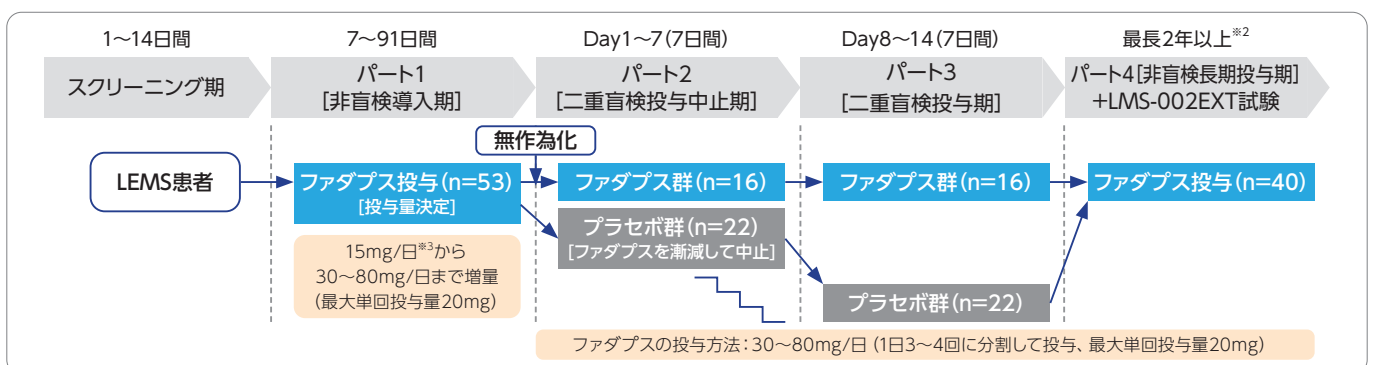 1～14日間
7～91日間
Day1～7(7日間)
Day8～14(7日間)
最長2年以上※2
スクリーニング期
パート1
[非盲検導入期]
パート2
[二重盲検投与中止期]
パート3
[二重盲検投与期]
パート4[非盲検長期投与期]
+LMS-002EXT試験
無作為化
LEMS患者
ファダプス投与(n=53)
[投与量決定]
ファダプス群(n=16)
ファダプス群(n=16)
ファダプス投与(n=40)
プラセボ群(n=22)
[ファダプスを漸減して中止]
15mg/日※3から
30～80mg/日まで増量
(最大単回投与量20mg)
プラセボ群(n=22)
ファダプスの投与方法：30～80mg/日 (1日3～4回に分割して投与、最大単回投与量20mg)